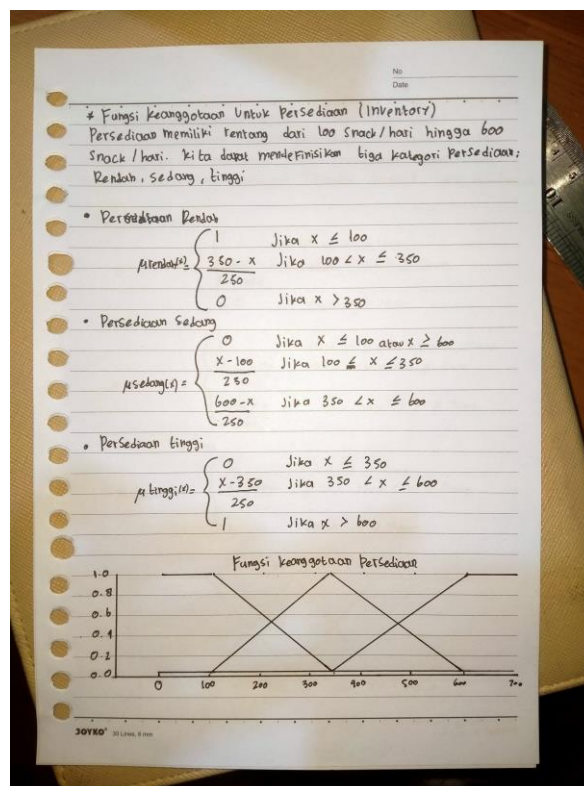 No
Date
* Fungsi keanggotaan Untuk Persediaan (Inventory)
Persediaan memiliki rentang dari 100 Snack/hari hingga 600
Snack / hari. kita dapat mendefinisikan tiga kategori Persediaan;
Rendah, sedang, tinggi
• Persediaan Rendah
1 Jika x ≤ 100
μrendah(x)= 350 - x / 250 Jika 100 < x ≤ 350
0 Jika x > 350
• Persediaan Sedang
0 Jika x ≤ 100 atau x ≥ 600
μsedang(x) = x - 100 / 250 Jika 100 ≤ x ≤ 350
600 - x / 250 Jika 350 < x ≤ 600
• Persediaan tinggi
0 Jika x ≤ 350
μtinggi(x)= x - 350 / 250 Jika 350 < x ≤ 600
1 Jika x > 600
Fungsi keanggotaan Persediaan
1.0
0.8
0.6
0.4
0.2
0.0
0 100 200 300 400 500 600 700
JOYKO 30 Lines, 8 mm
10